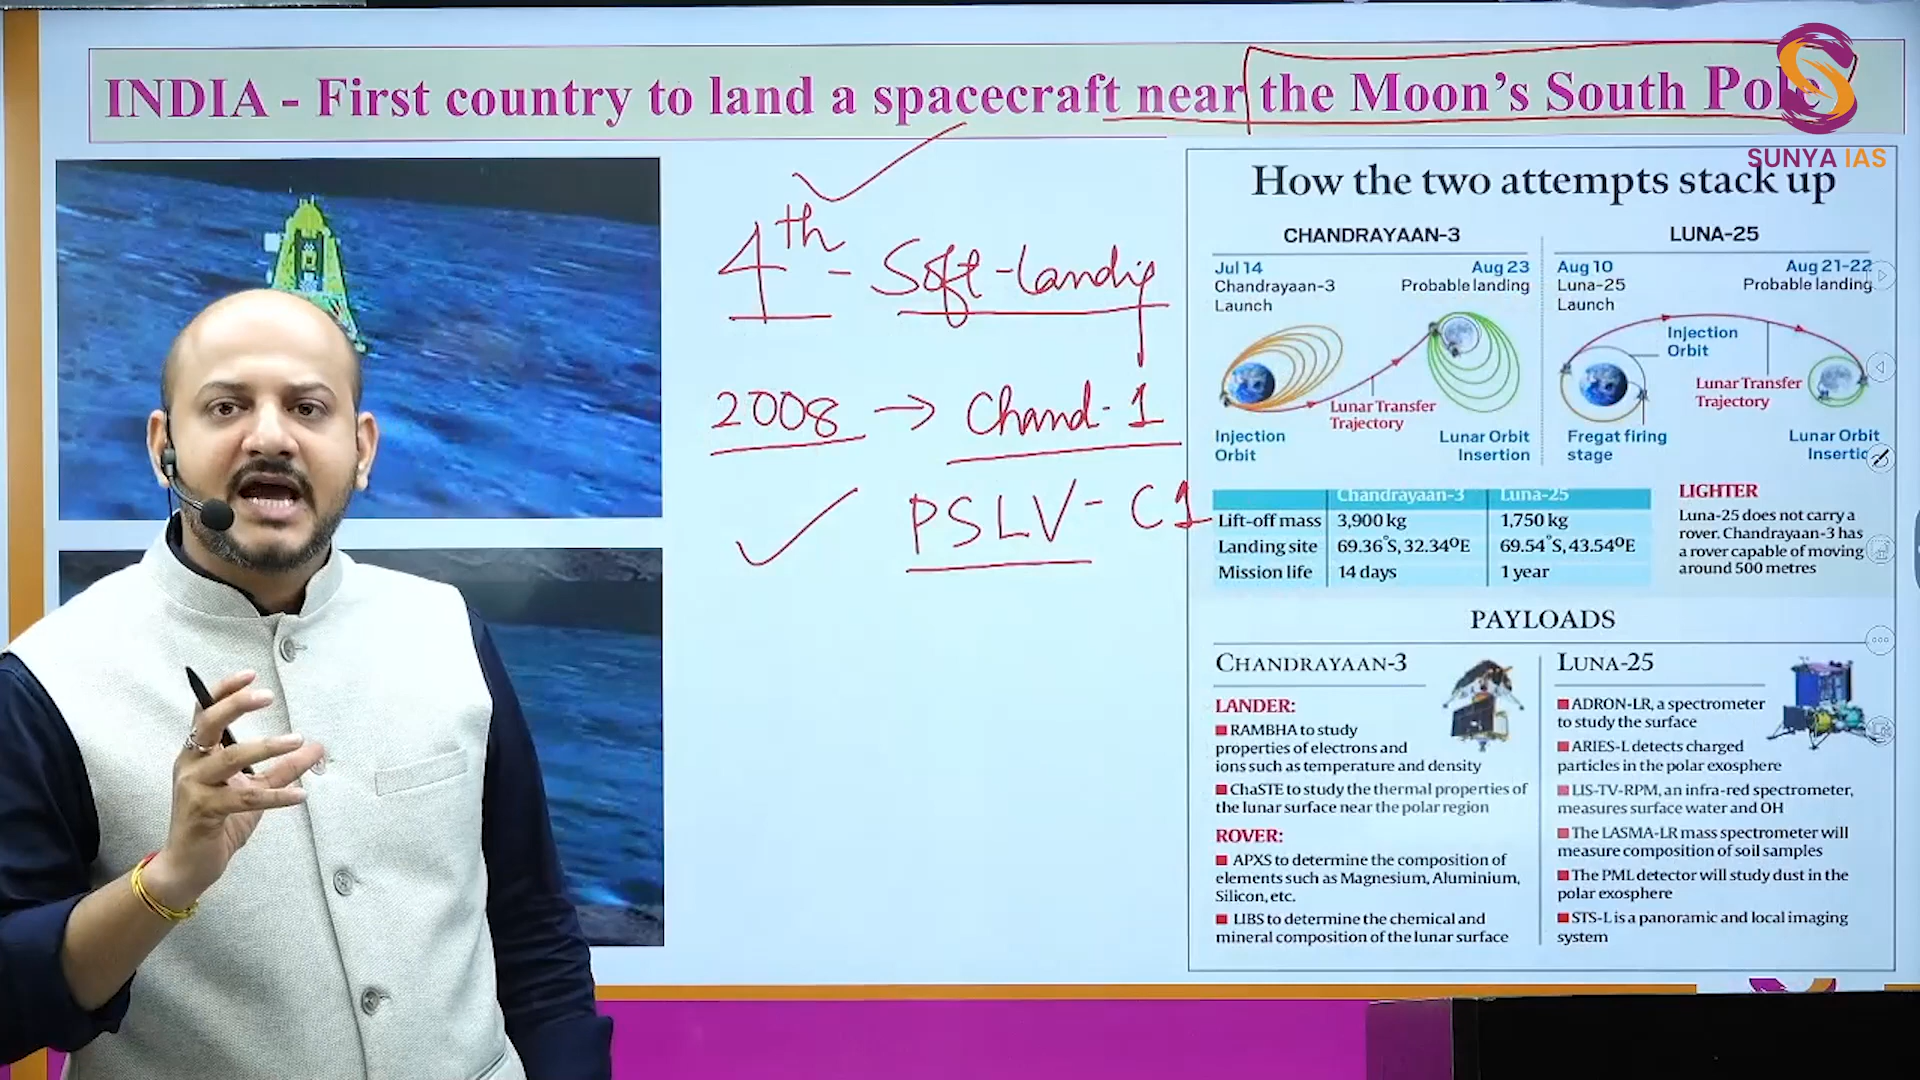 INDIA - First country to land a spacecraft near the Moon's South Pole
SUNYA IAS
4th - Soft-landig
2008 → Chand-1
PSLV - C1
How the two attempts stack up
CHANDRAYAAN-3
Jul 14
Chandrayaan-3
Launch
Aug 23
Probable landing
Lunar Transfer
Trajectory
Injection
Orbit
Lunar Orbit
Insertion
LUNA-25
Aug 10
Luna-25
Launch
Aug 21-22
Probable landing
Injection
Orbit
Lunar Transfer
Trajectory
Fregat firing
stage
Lunar Orbit
Insertic
Chandrayaan-3 Luna-25
Lift-off mass 3,900 kg 1,750 kg
Landing site 69.36°S, 32.34ºE 69.54°S, 43.54ºE
Mission life 14 days 1 year
LIGHTER
Luna-25 does not carry a
rover. Chandrayaan-3 has
a rover capable of moving
around 500 metres
PAYLOADS
CHANDRAYAAN-3
LANDER:
RAMBHA to study
properties of electrons and
ions such as temperature and density
ChaSTE to study the thermal properties of
the lunar surface near the polar region
ROVER:
APXS to determine the composition of
elements such as Magnesium, Aluminium,
Silicon, etc.
LIBS to determine the chemical and
mineral composition of the lunar surface
LUNA-25
ADRON-LR, a spectrometer
to study the surface
ARIES-L detects charged
particles in the polar exosphere
LIS-TV-RPM, an infra-red spectrometer,
measures surface water and OH
The LASMA-LR mass spectrometer will
measure composition of soil samples
The PML detector will study dust in the
polar exosphere
STS-L is a panoramic and local imaging
system